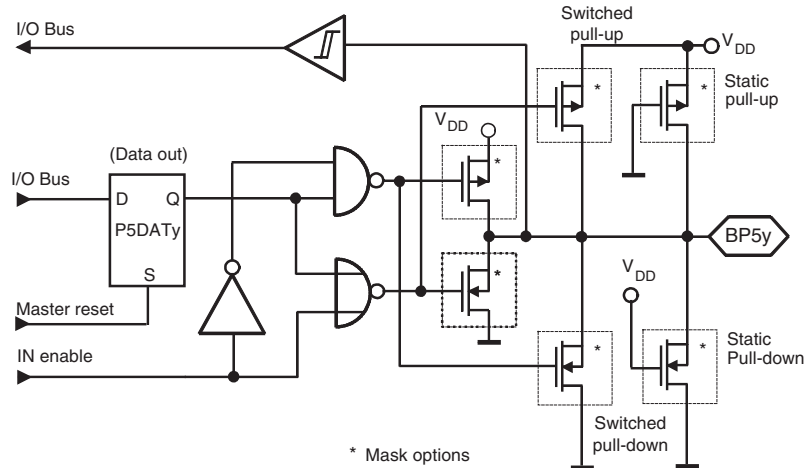 I/O Bus
Switched
pull-up
V DD
*
*
Static
pull-up
V DD
*
(Data out)
I/O Bus
D
Q
P5DATy
S
BP5y
*
V DD
Master reset
IN enable
*
*
Static
Pull-down
Switched
pull-down
* Mask options